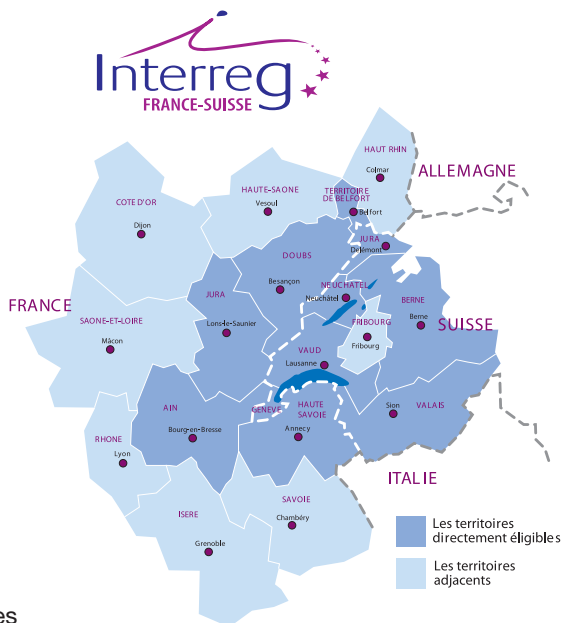 Interreg
FRANCE-SUISSE
HAUT RHIN
Colmar
ALLEMAGNE
HAUTE-SAONE
Vesoul
TERRITOIRE
DE BELFORT
Belfort
COTE D'OR
Dijon
JURA
Delémont
DOUBS
Besançon
NEUCHATEL
Neuchâtel
JURA
Lons-le-Saunier
BERNE
Berne
FRANCE
SUISSE
SAONE-ET-LOIRE
Mâcon
FRIBOURG
Fribourg
VAUD
Lausanne
AIN
Bourg-en-Bresse
GENEVE
HAUTE
SAVOIE
Annecy
Sion
VALAIS
RHONE
Lyon
ITALIE
ISERE
Grenoble
SAVOIE
Chambéry
Les territoires
directement éligibles
Les territoires
adjacents
es